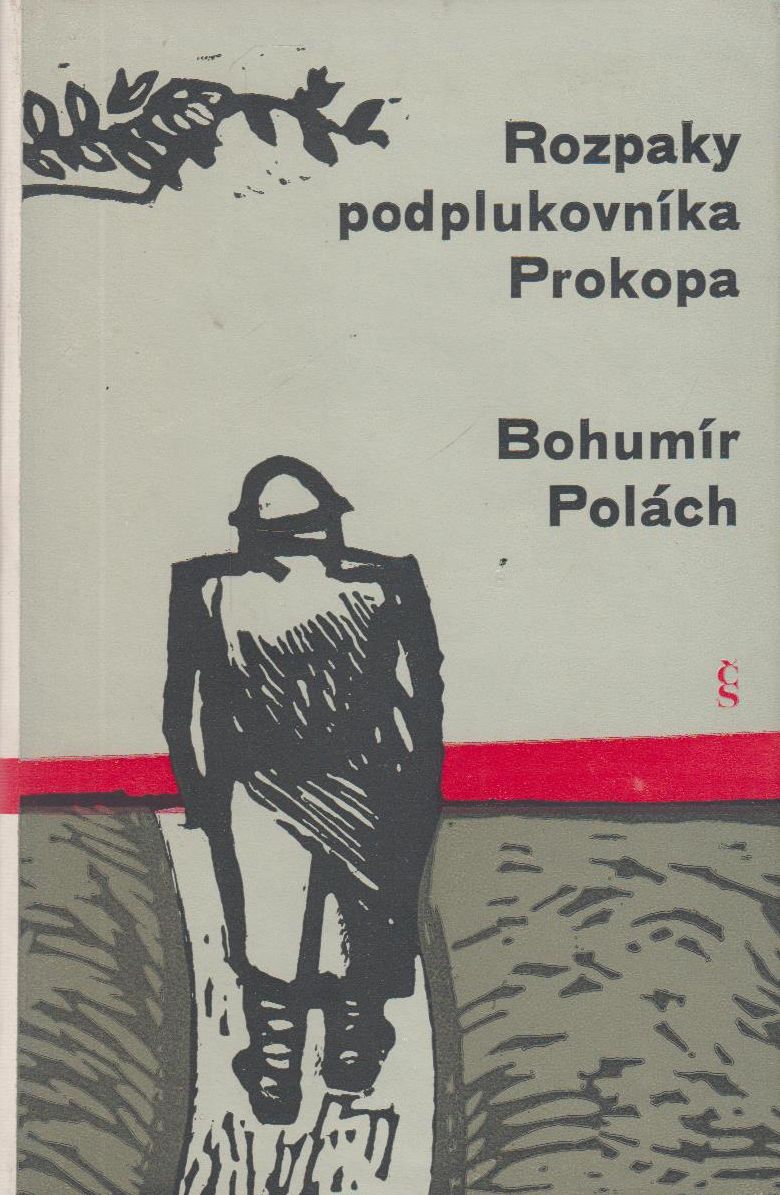 Rozpaky
podplukovníka
Prokopa
Bohumír
Polách
ČS